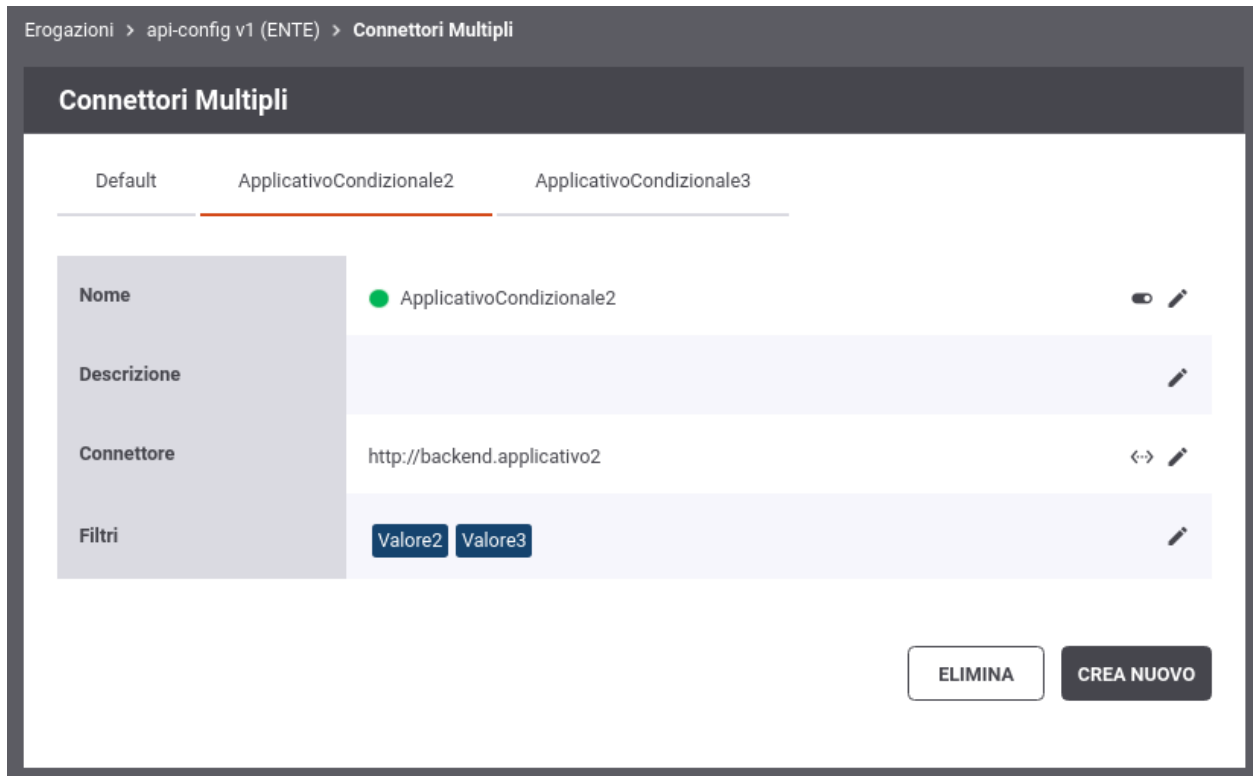 Erogazioni > api-config v1 (ENTE) > Connettori Multipli
Connettori Multipli
Default ApplicativoCondizionale2 ApplicativoCondizionale3
Nome ApplicativoCondizionale2
Descrizione
Connettore http://backend.applicativo2
Filtri Valore2 Valore3
ELIMINA CREA NUOVO